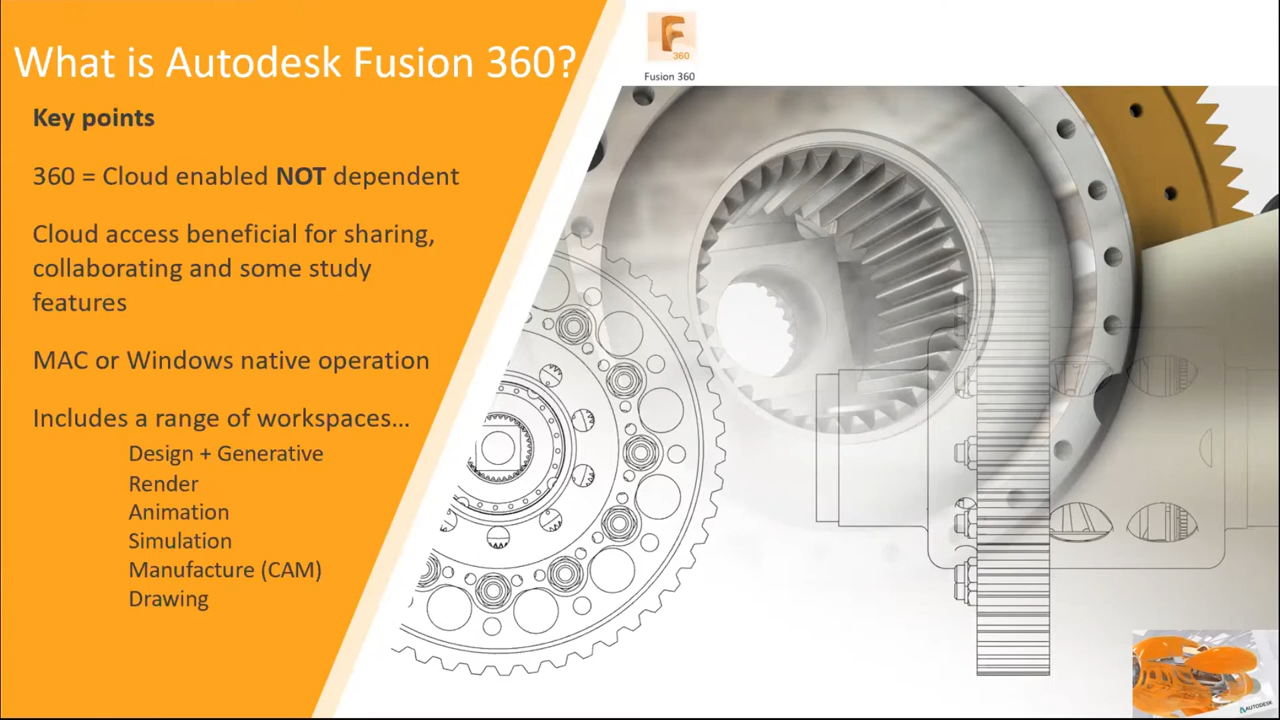 What is Autodesk Fusion 360?
360
Fusion 360
Key points
360 = Cloud enabled NOT dependent
Cloud access beneficial for sharing,
collaborating and some study
features
MAC or Windows native operation
Includes a range of workspaces…
Design + Generative
Render
Animation
Simulation
Manufacture (CAM)
Drawing
AUTODESK